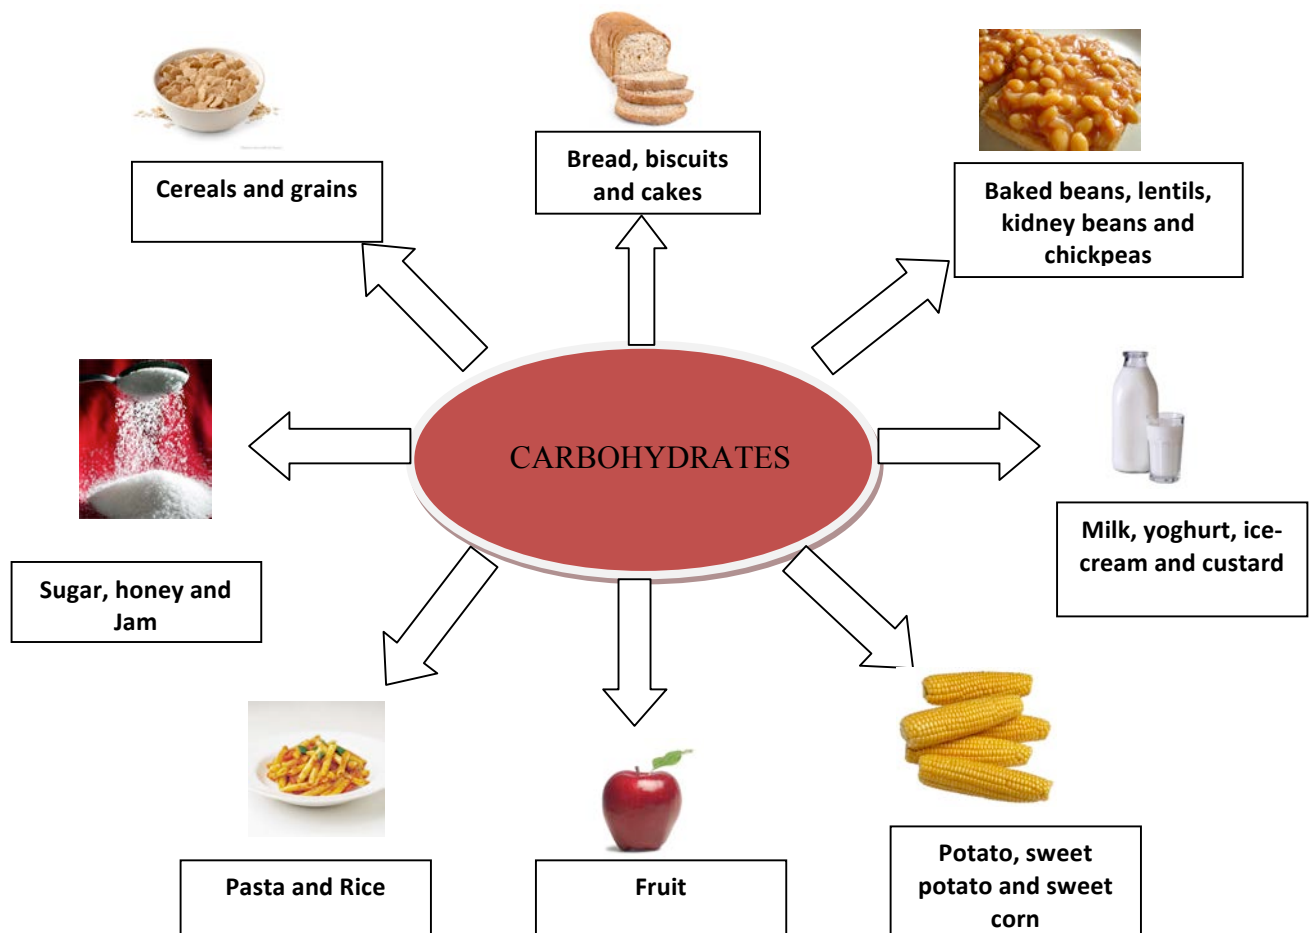 Cereals and grains
Bread, biscuits
and cakes
Baked beans, lentils,
kidney beans and
chickpeas
CARBOHYDRATES
Milk, yoghurt, ice-
cream and custard
Sugar, honey and
Jam
Pasta and Rice
Fruit
Potato, sweet
potato and sweet
corn